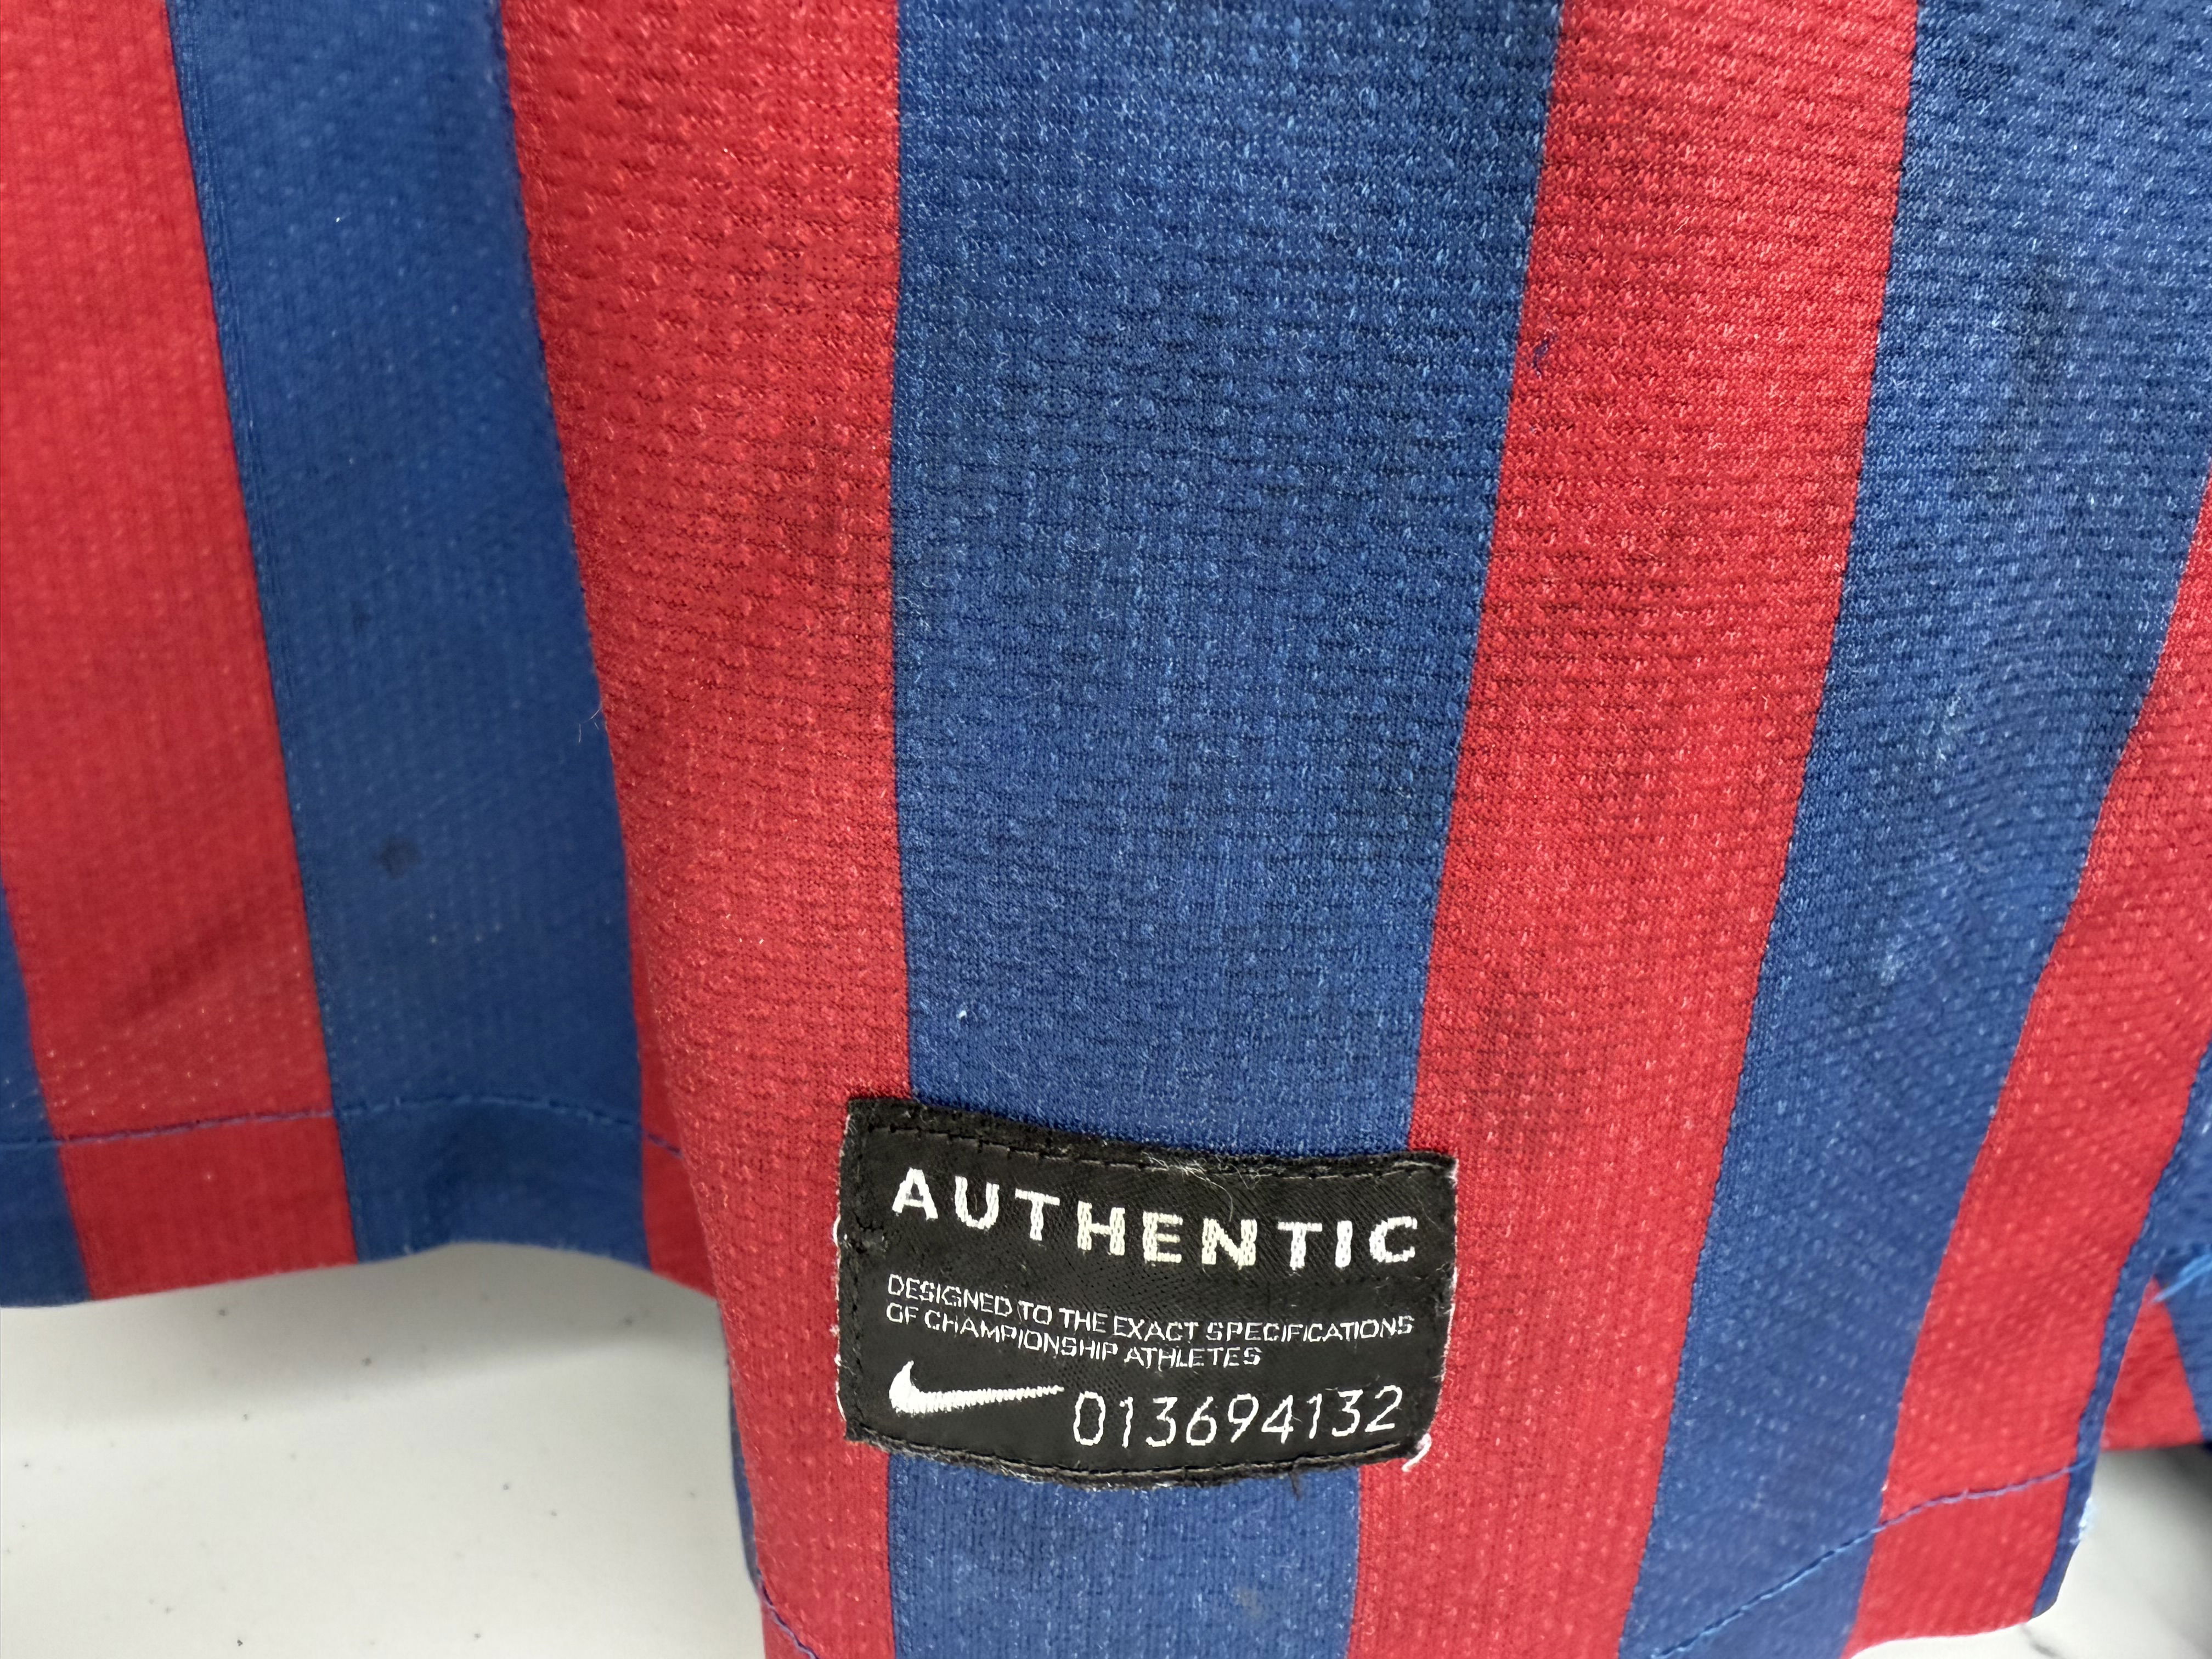 AUTHENTIC
DESIGNED TO THE EXACT SPECIFICATIONS
OF CHAMPIONSHIP ATHLETES
013694132